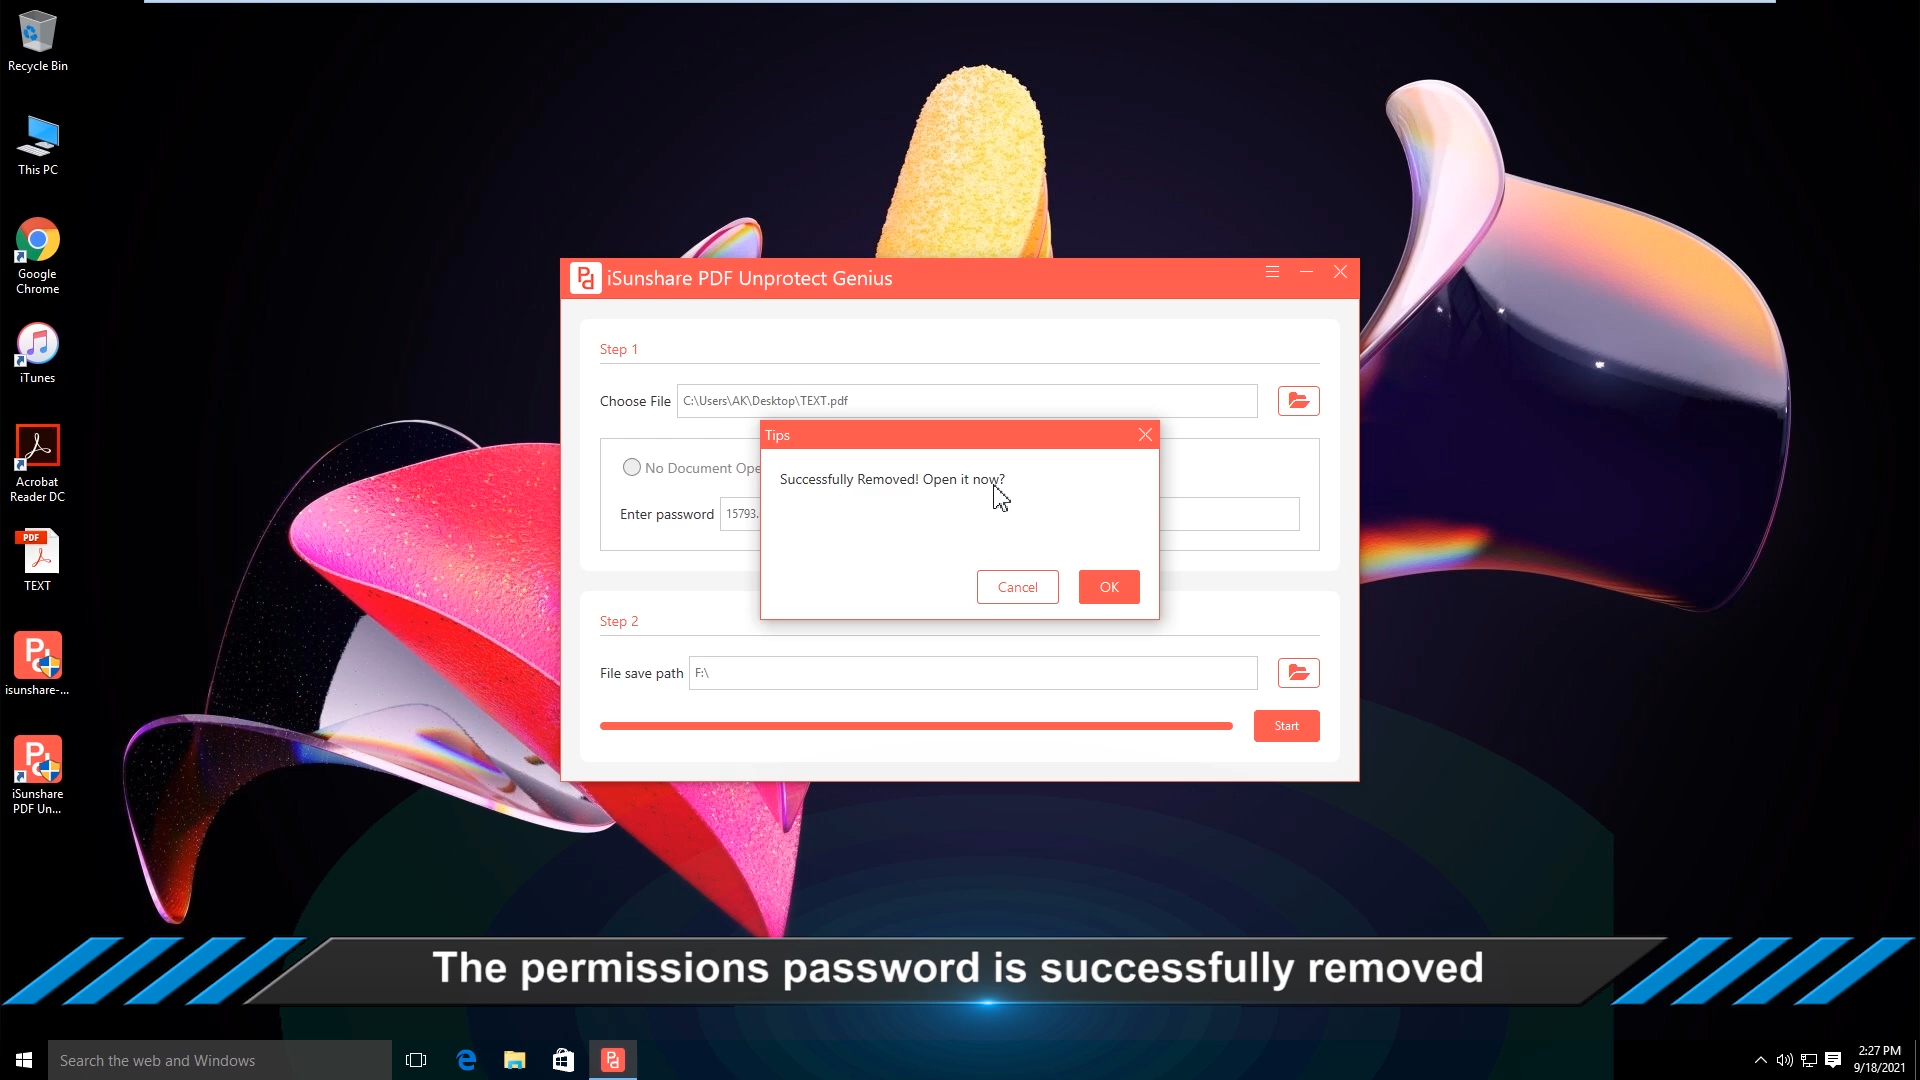 Recycle Bin
This PC
Google
Chrome
iTunes
Acrobat
Reader DC
PDF
TEXT
isunshare-...
iSunshare
PDF Un...
iSunshare PDF Unprotect Genius
Step 1
Choose File C:\Users\AK\Desktop\TEXT.pdf
Tips
No Document Ope
Successfully Removed! Open it now?
Enter password 15793.
Cancel OK
Step 2
File save path F:\
Start
The permissions password is successfully removed
Search the web and Windows
2:27 PM
9/18/2021